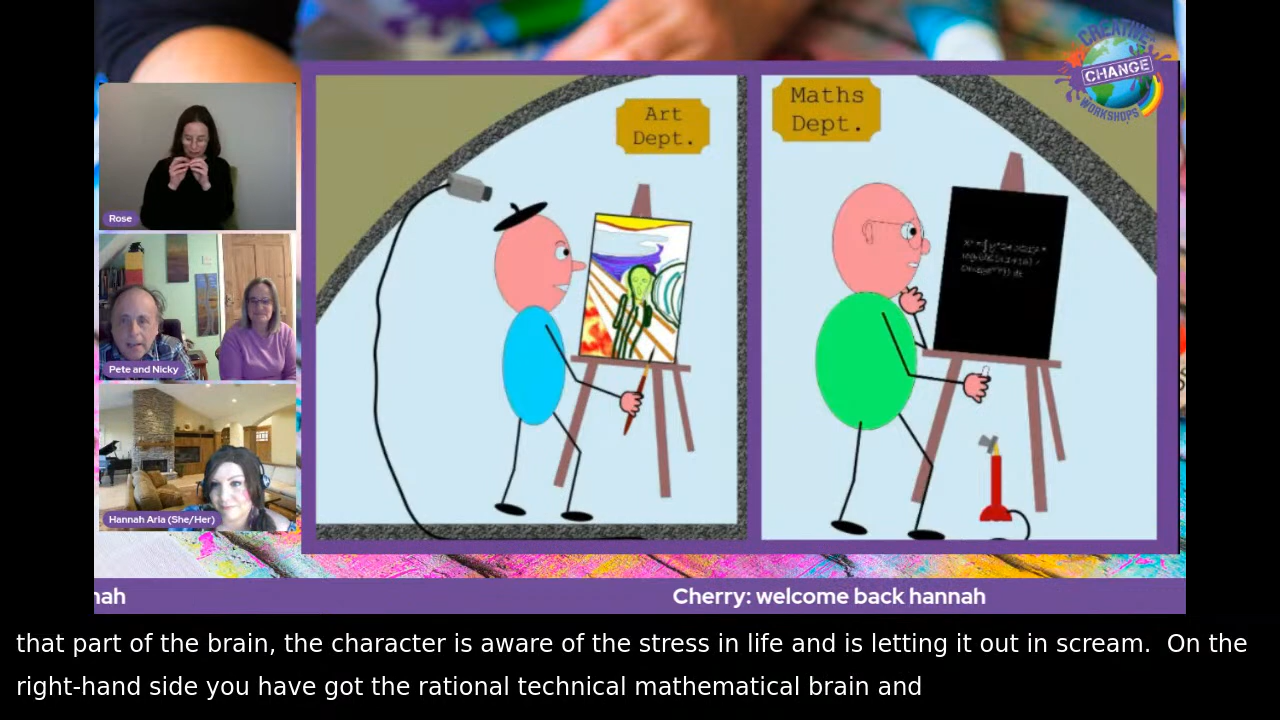 CREATIVE
CHANGE
WORKSHOPS
Art
Dept.
Maths
Dept.
Rose
Pete and Nicky
Hannah Aria (She/Her)
nah
Cherry: welcome back hannah
that part of the brain, the character is aware of the stress in life and is letting it out in scream.  On the
right-hand side you have got the rational technical mathematical brain and